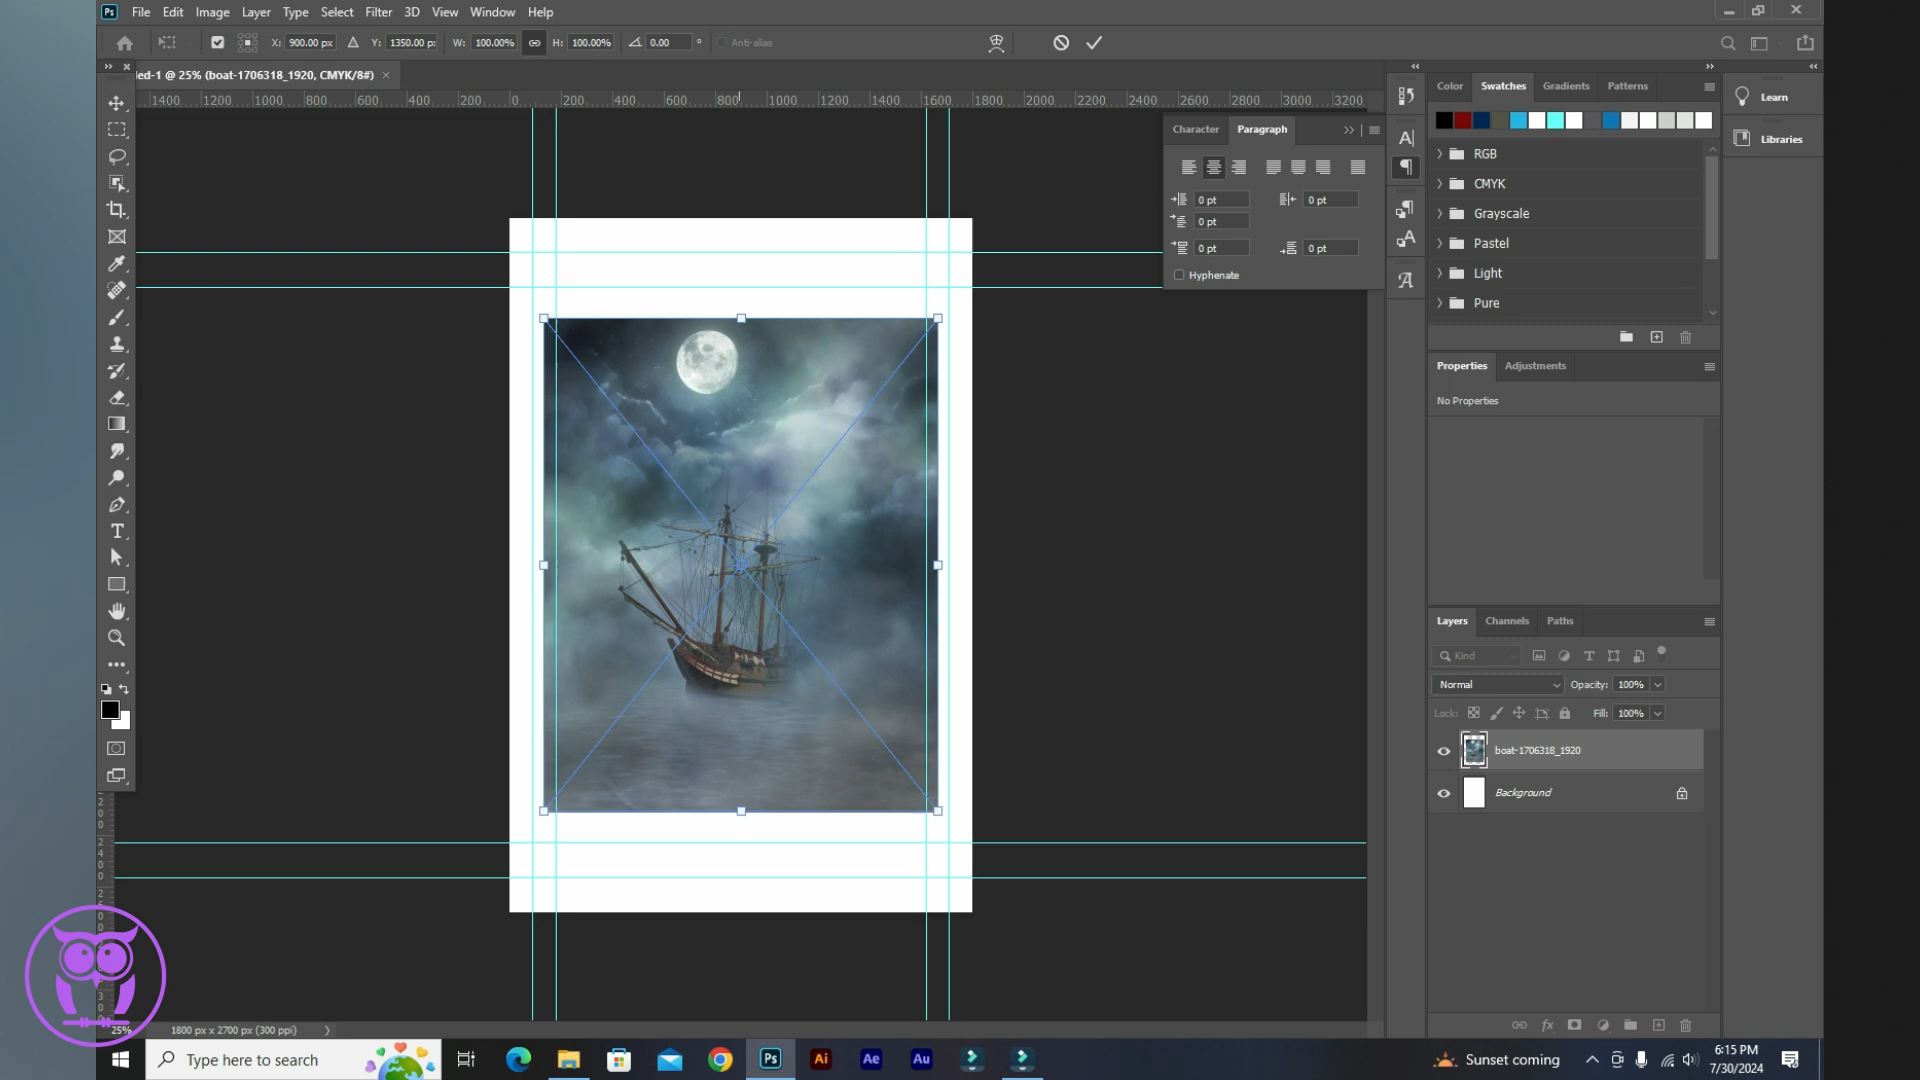 Ps File Edit Image Layer Type Select Filter 3D View Window Help
X: 900.00 px Y: 1350.00 p: W: 100.00% H: 100.00% 0.00 ° Anti-alias
led-1 @ 25% (boat-1706318_1920, CMYK/8#) ×
1400 1200 1000 800 600 400 200 0 200 400 600 800 1000 1200 1400 1600 1800 2000 2200 2400 2600 2800 3000 3200
Character Paragraph
0 pt 0 pt
0 pt
0 pt 0 pt
Hyphenate
Color Swatches Gradients Patterns
RGB
CMYK
Grayscale
Pastel
Light
Pure
Learn
Libraries
Properties Adjustments
No Properties
Layers Channels Paths
Kind
Normal Opacity: 100%
Lock: Fill: 100%
boat-1706318_1920
Background
25% 1800 px x 2700 px (300 ppi)
Type here to search
Ps Ai Ae Au
Sunset coming
6:15 PM
7/30/2024